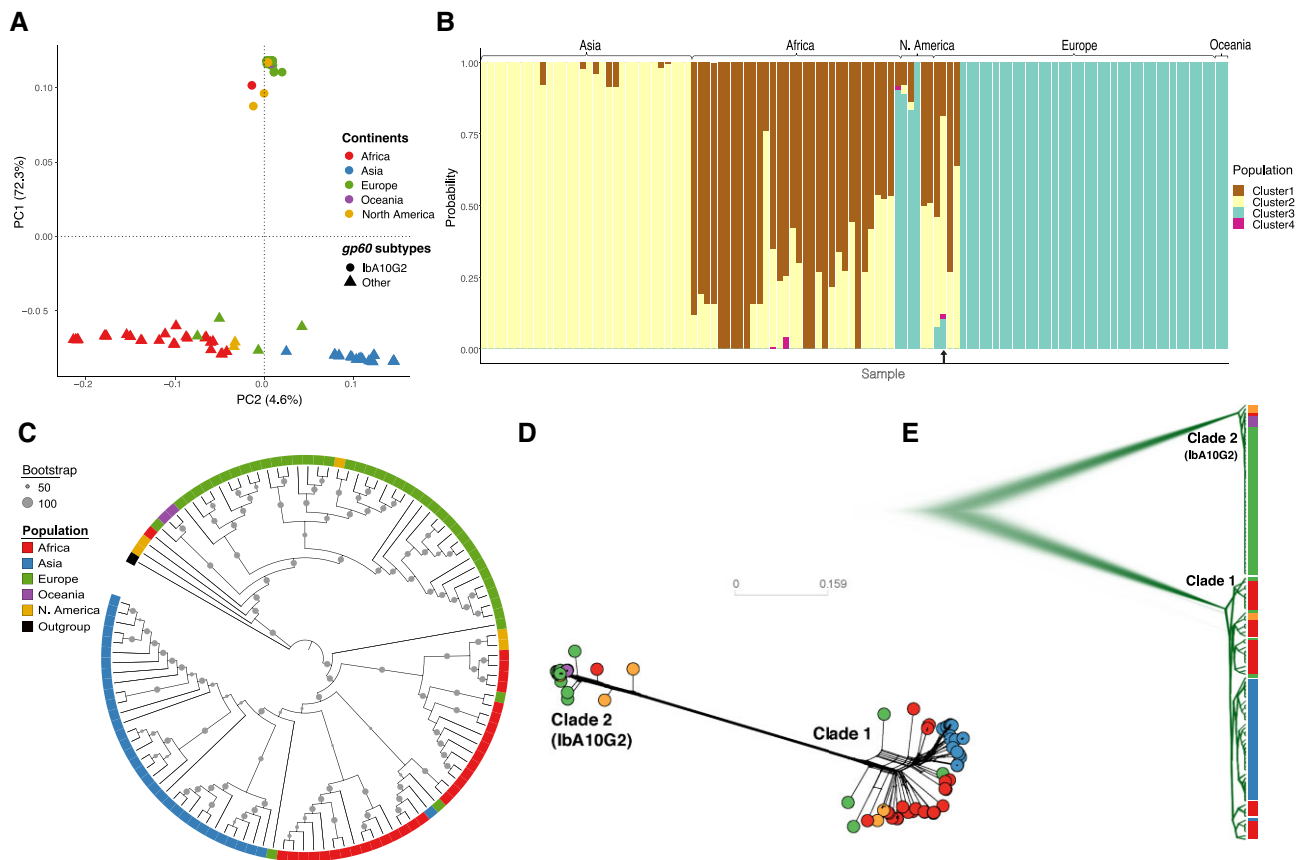 A
0.10
0.05
0.00
−0.0 5
−0.2
−0.1
0.0
0.1
PC1 (72.3%)
PC2 (4.6%)
Continents
Africa
Asia
Europe
Oceania
North America
gp60 subtypes
IbA10G2
Other
B
Asia
Africa
N. America
Europe
Oceania
1.00
0.75
0.50
0.25
0.00
Probability
Sample
Population
Cluster1
Cluster2
Cluster3
Cluster4
C
Bootstrap
50
100
Population
Africa
Asia
Europe
Oceania
N. America
Outgroup
D
0
0.159
Clade 2
(IbA10G2)
Clade 1
E
Clade 2
(IbA10G2)
Clade 1